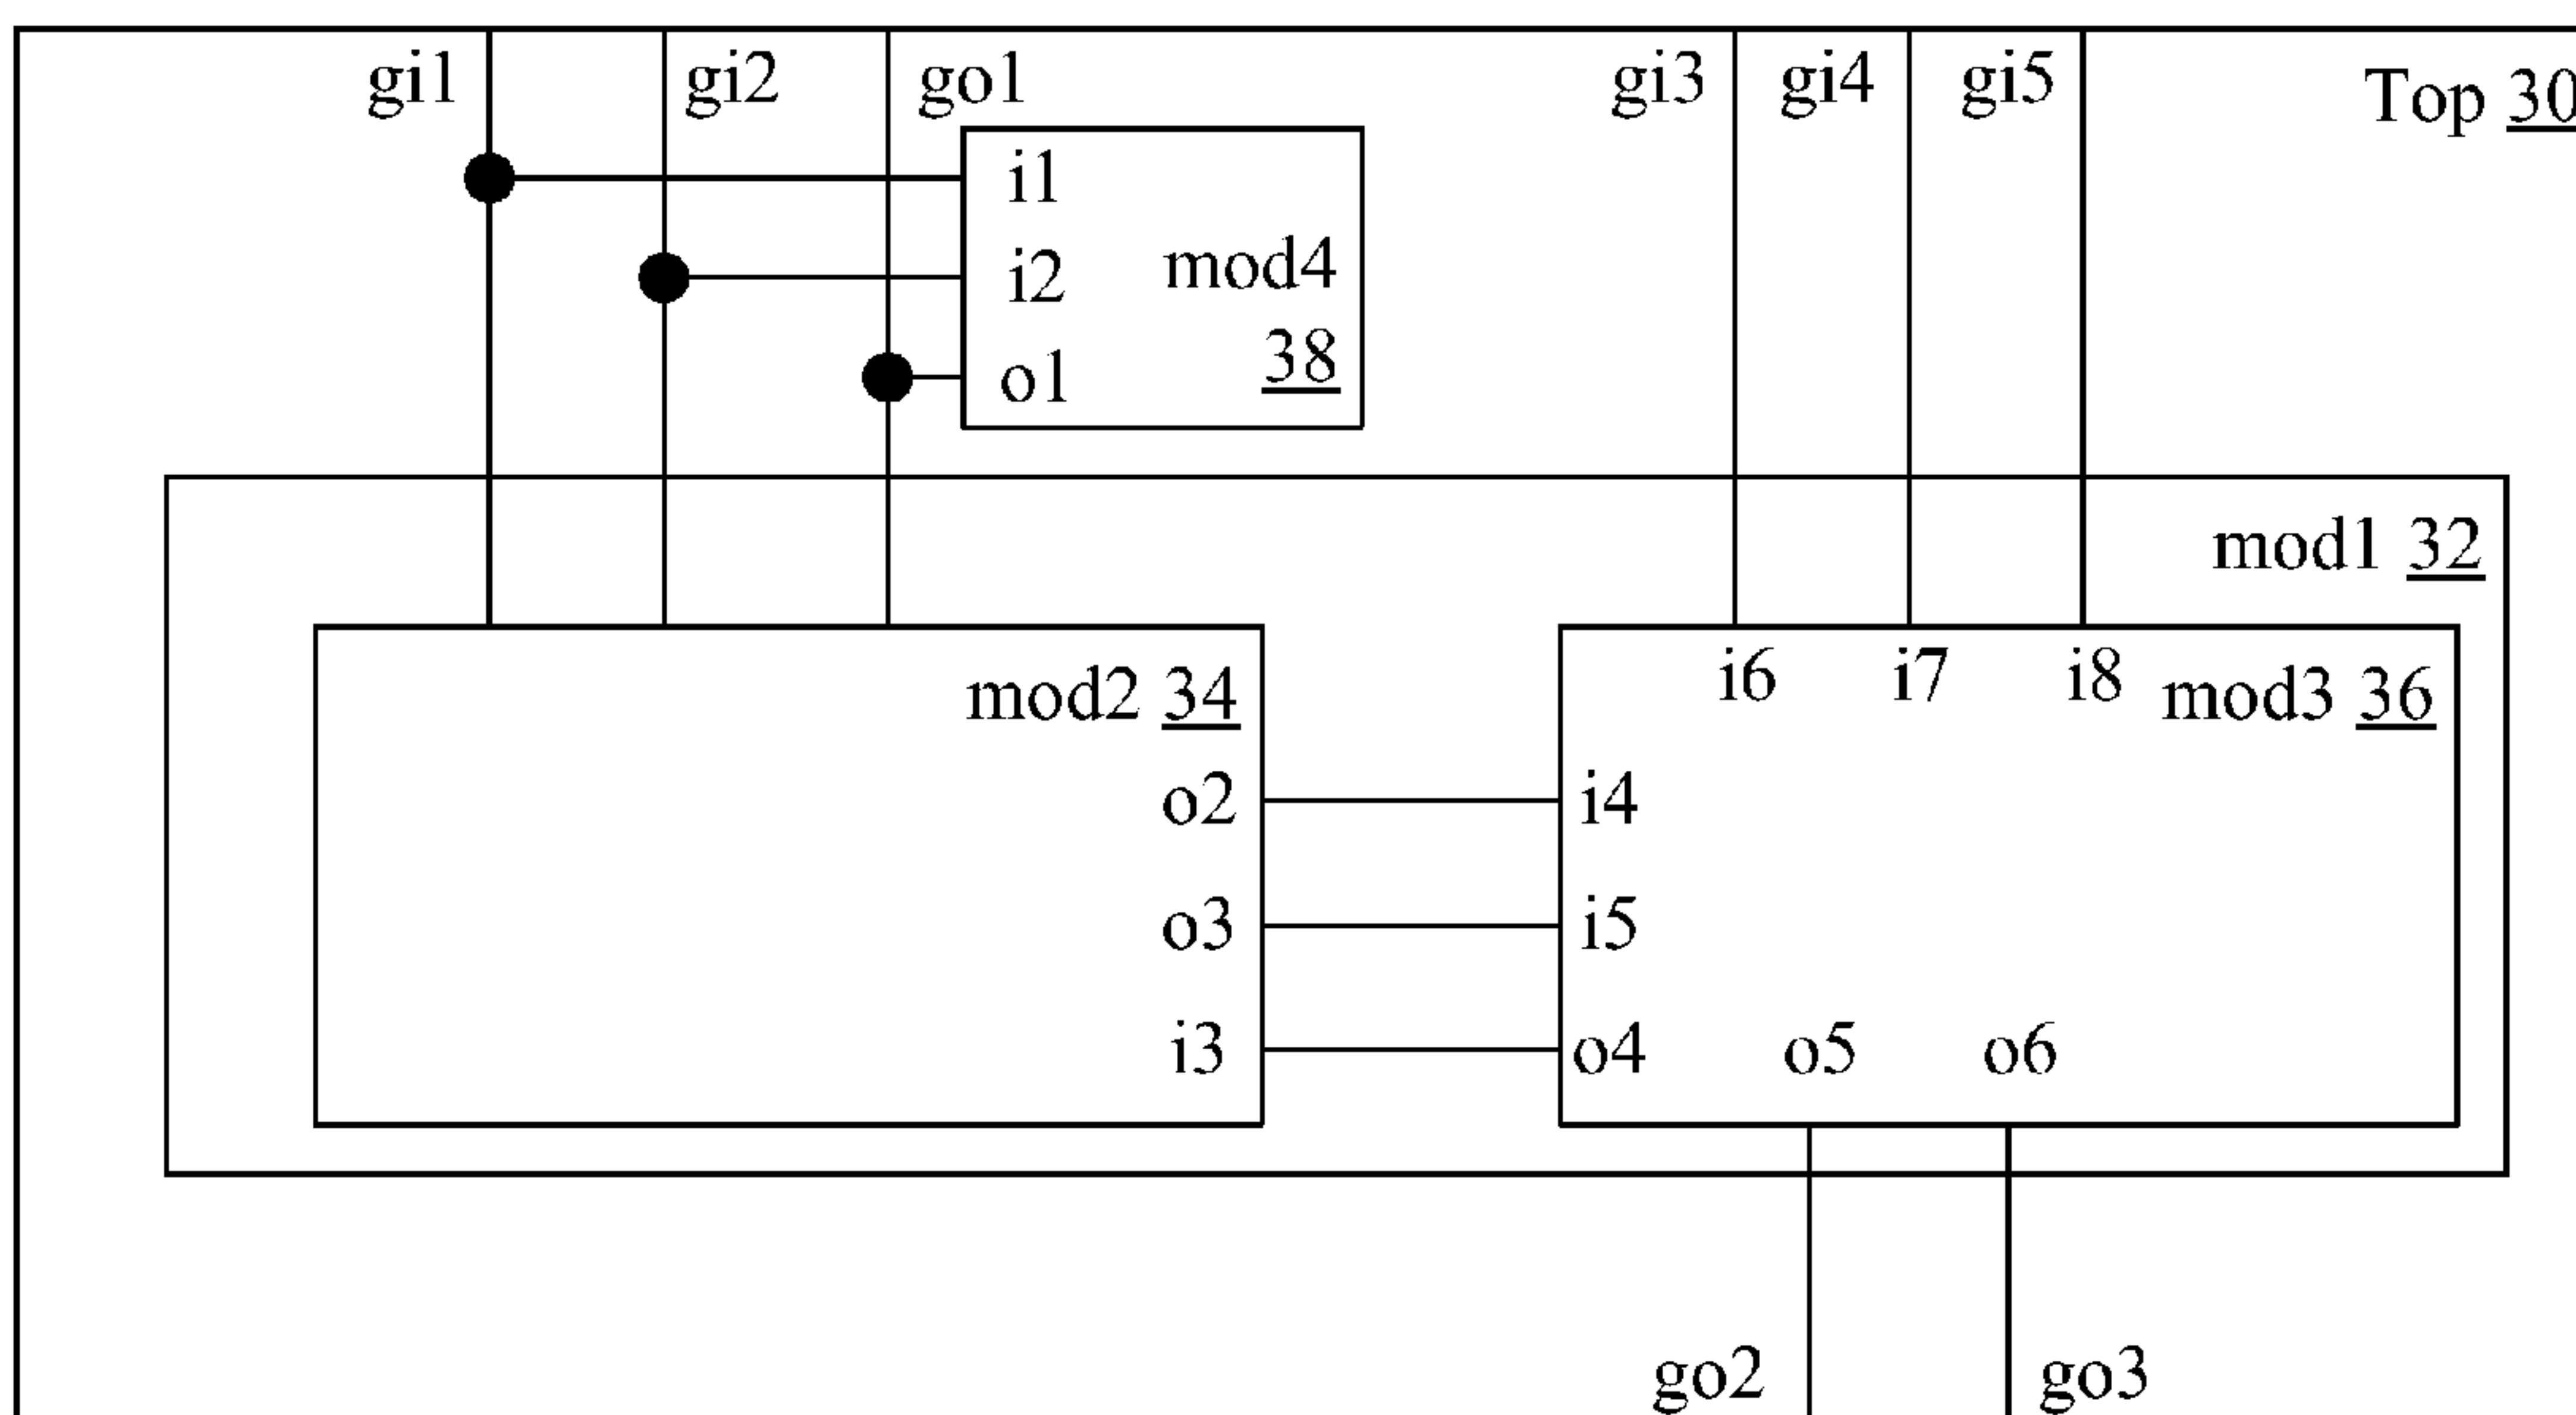 gi1 gi2 go1 gi3 gi4 gi5 Top 30
i1
i2 mod4
38
o1
mod1 32
i6 i7 i8
mod2 34 mod3 36
o2 i4
o3 i5
i3 o4 o5 o6
go2 go3